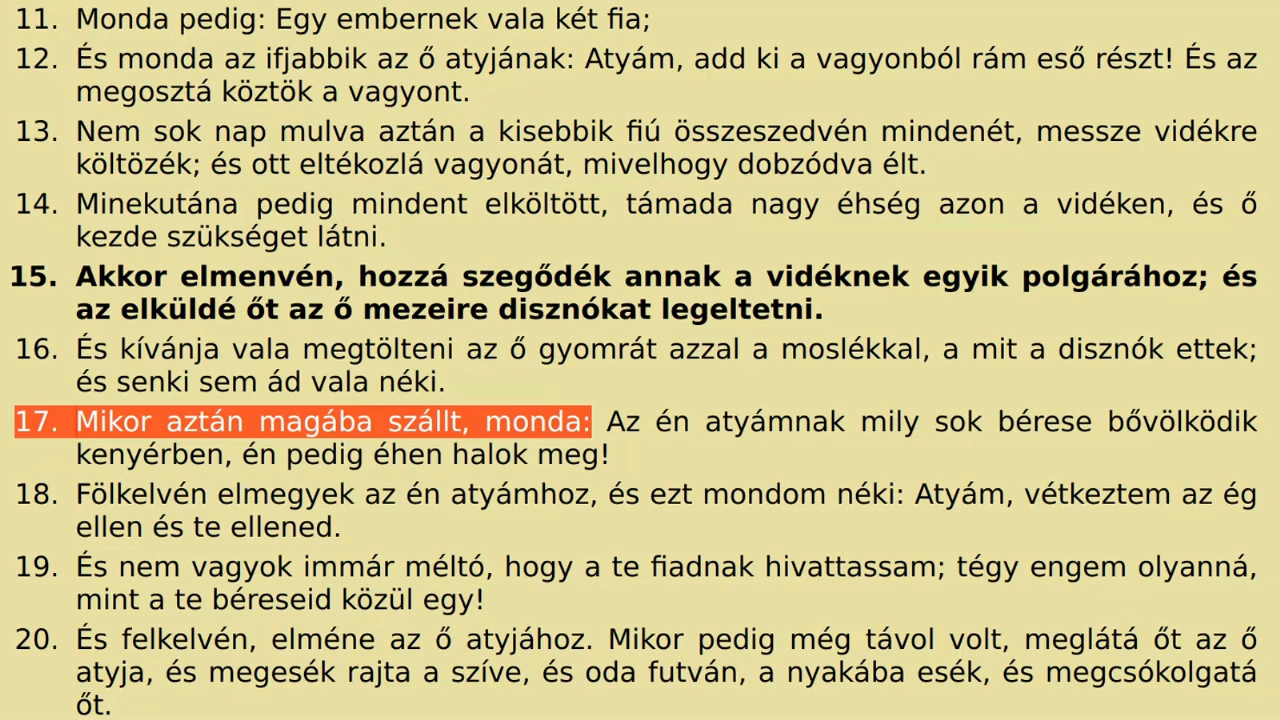 11. Monda pedig: Egy embernek vala két fia;
12. És monda az ifjabbik az ő atyjának: Atyám, add ki a vagyonból rám eső részt! És az
megosztá köztök a vagyont.
13. Nem sok nap mulva aztán a kisebbik fiú összeszedvén mindenét, messze vidékre
költözék; és ott eltékozlá vagyonát, mivelhogy dobzódva élt.
14. Minekutána pedig mindent elköltött, támada nagy éhség azon a vidéken, és ő
kezde szükséget látni.
15. Akkor elmenvén, hozzá szegődék annak a vidéknek egyik polgárához; és
az elküldé őt az ő mezeire disznókat legeltetni.
16. És kívánja vala megtölteni az ő gyomrát azzal a moslékkal, a mit a disznók ettek;
és senki sem ád vala néki.
17. Mikor aztán magába szállt, monda: Az én atyámnak mily sok bérese bővölködik
kenyérben, én pedig éhen halok meg!
18. Fölkelvén elmegyek az én atyámhoz, és ezt mondom néki: Atyám, vétkeztem az ég
ellen és te ellened.
19. És nem vagyok immár méltó, hogy a te fiadnak hivattassam; tégy engem olyanná,
mint a te béreseid közül egy!
20. És felkelvén, elméne az ő atyjához. Mikor pedig még távol volt, meglátá őt az ő
atyja, és megesék rajta a szíve, és oda futván, a nyakába esék, és megcsókolgatá
őt.